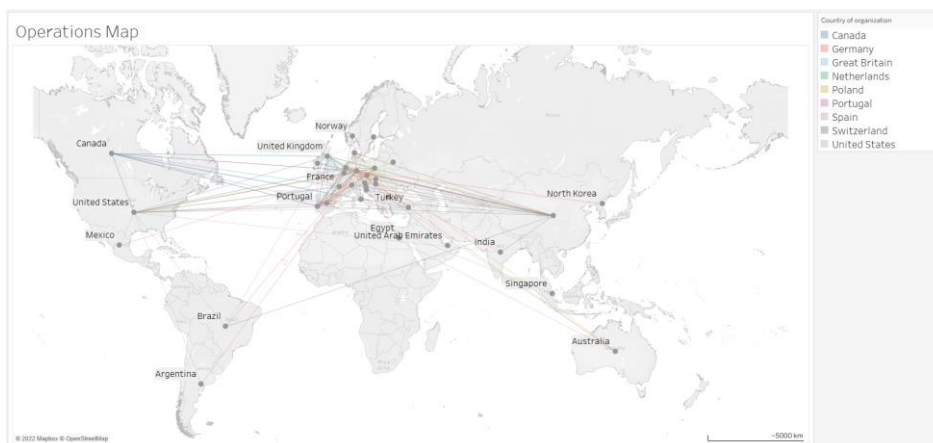 Operations Map
Country of organization
Canada
Germany
Great Britain
Netherlands
Poland
Portugal
Spain
Switzerland
United States
Norway
Canada
United Kingdom
France
North Korea
United States
Portugal
Turkey
Mexico
Egypt
United Arab Emirates
India
Singapore
Brazil
Australia
Argentina
© 2022 Mapbox © OpenStreetMap
~5000 km